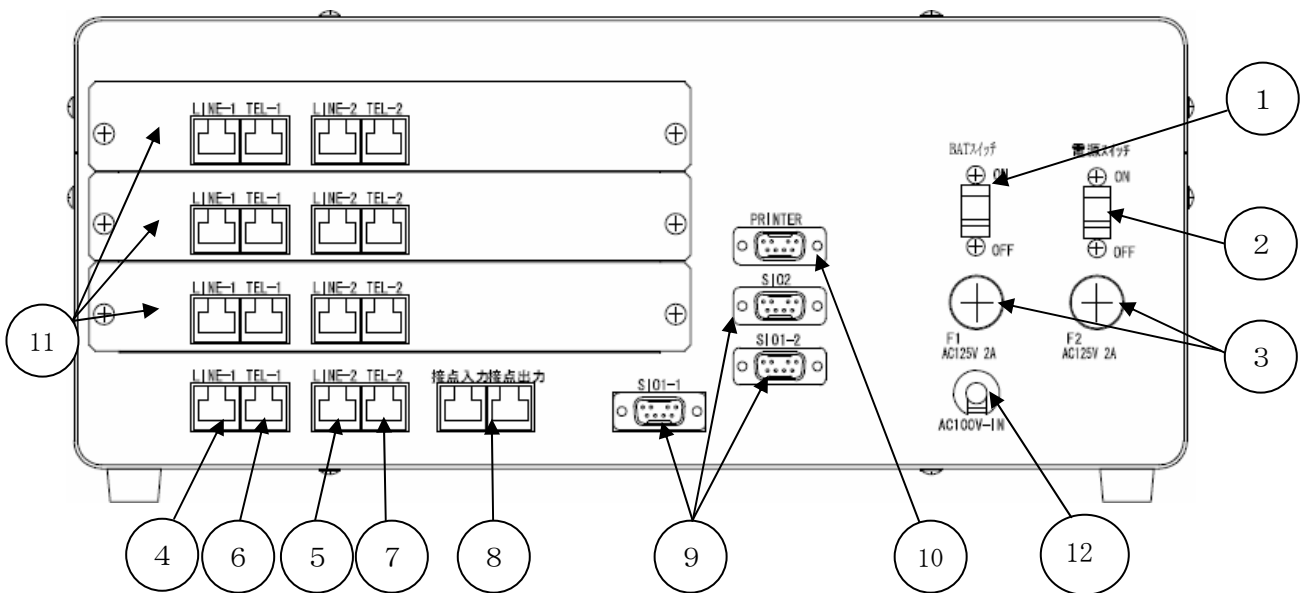 LINE-1 TEL-1 LINE-2 TEL-2
LINE-1 TEL-1 LINE-2 TEL-2
LINE-1 TEL-1 LINE-2 TEL-2
LINE-1 TEL-1 LINE-2 TEL-2 接点入力接点出力
SIO1-1
PRINTER
SIO2
SIO1-2
BATスイッチ
ON
OFF
電源スイッチ
ON
OFF
F1
AC125V 2A
F2
AC125V 2A
AC100V-IN
1
2
3
11
4
6
5
7
8
9
10
12